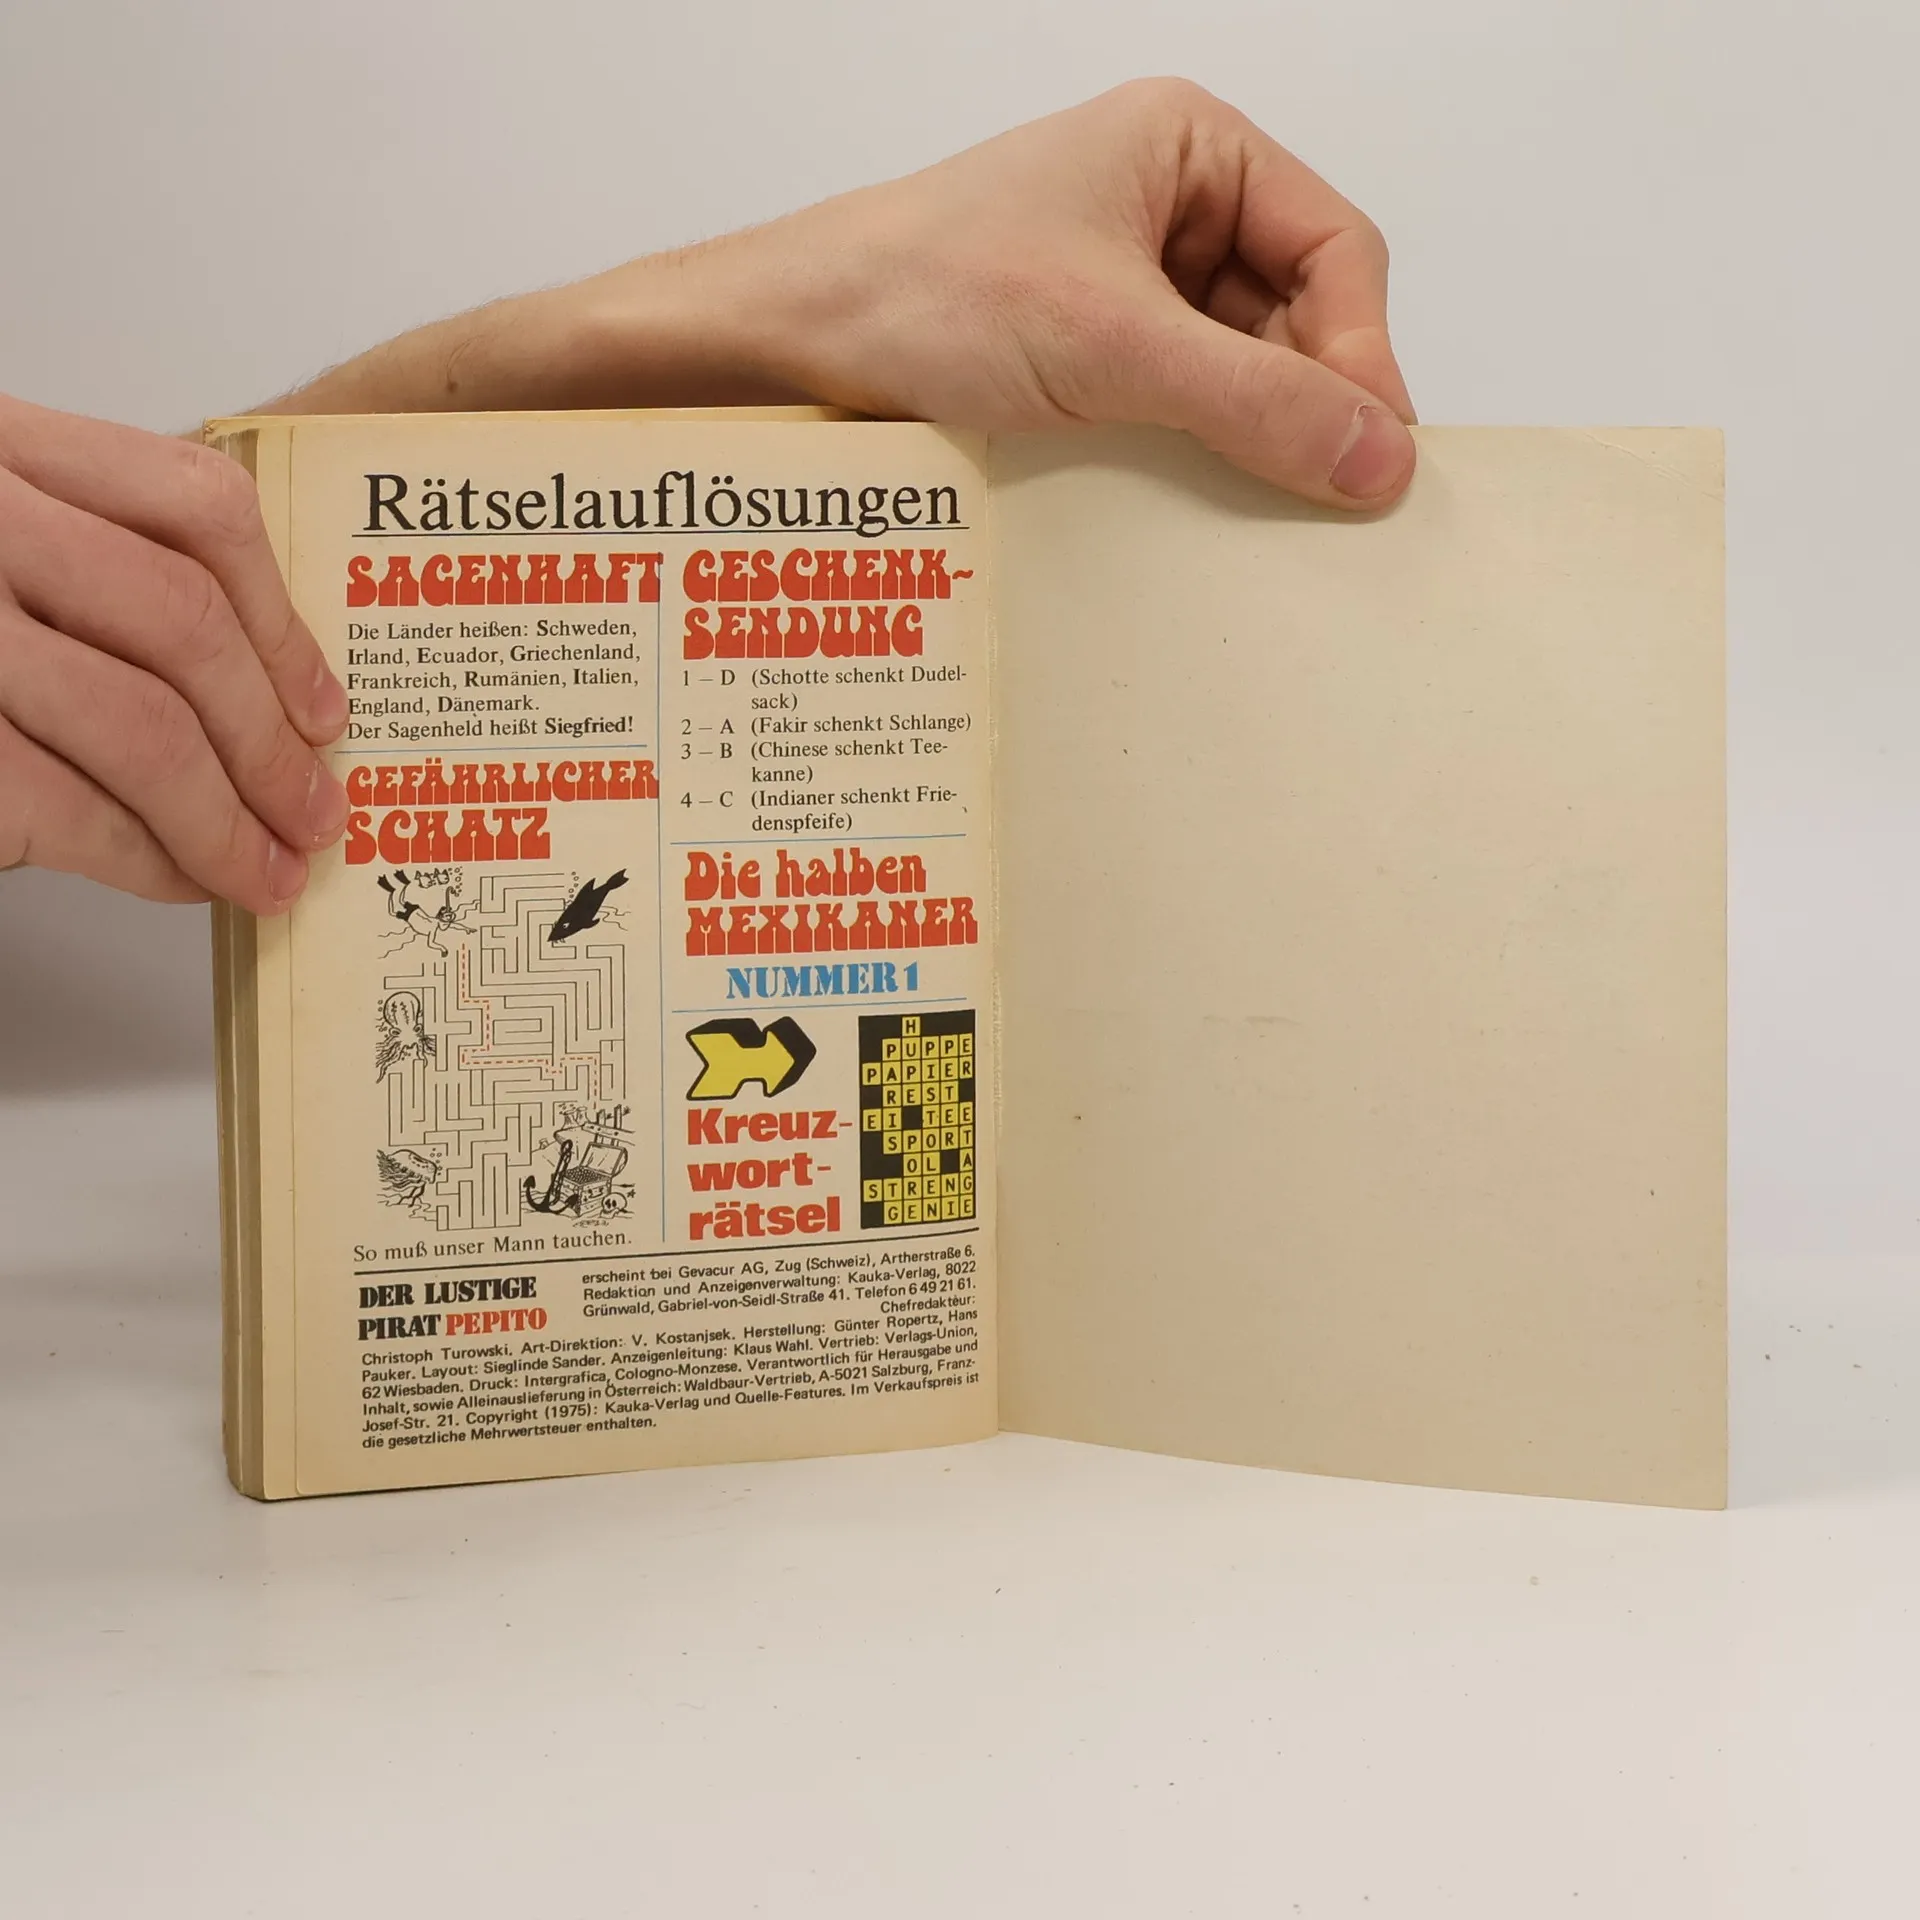 Rätselauflösungen
SAGENHAFT
Die Länder heißen: Schweden,
Irland, Ecuador, Griechenland,
Frankreich, Rumänien, Italien,
England, Dänemark.
Der Sagenheld heißt Siegfried!
GEFÄHRLICHER
SCHATZ
So muß unser Mann tauchen.
GESCHENK-
SENDUNG
1 – D (Schotte schenkt Dudel-
sack)
2 – A (Fakir schenkt Schlange)
3 – B (Chinese schenkt Tee-
kanne)
4 – C (Indianer schenkt Frie-
denspfeife)
Die halben
MEXIKANER
NUMMER 1
Kreuz-
wort-
rätsel
H
PUPPE
PAPIER
REST
EI TEE
SPORT
OL A
STRENG
GENIE
DER LUSTIGE
PIRAT PEPITO
erscheint bei Gevacur AG, Zug (Schweiz), Artherstraße 6.
Redaktion und Anzeigenverwaltung: Kauka-Verlag, 8022
Grünwald, Gabriel-von-Seidl-Straße 41. Telefon 6 49 21 61.
Chefredakteur:
Christoph Turowski. Art-Direktion: V. Kostanjsek. Herstellung: Günter Ropertz, Hans
Pauker. Layout: Sieglinde Sander. Anzeigenleitung: Klaus Wahl. Vertrieb: Verlags-Union,
62 Wiesbaden. Druck: Intergrafica, Cologno-Monzese. Verantwortlich für Herausgabe und
Inhalt, sowie Alleinauslieferung in Österreich: Waldbaur-Vertrieb, A-5021 Salzburg, Franz-
Josef-Str. 21. Copyright (1975): Kauka-Verlag und Quelle-Features. Im Verkaufspreis ist
die gesetzliche Mehrwertsteuer enthalten.